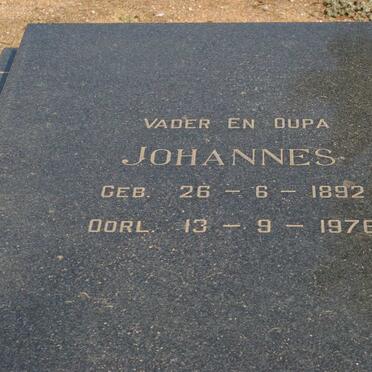 VADER EN OUPA
JOHANNES
GEB. 26 – 6 – 1892
OORL. 13 – 9 – 1976